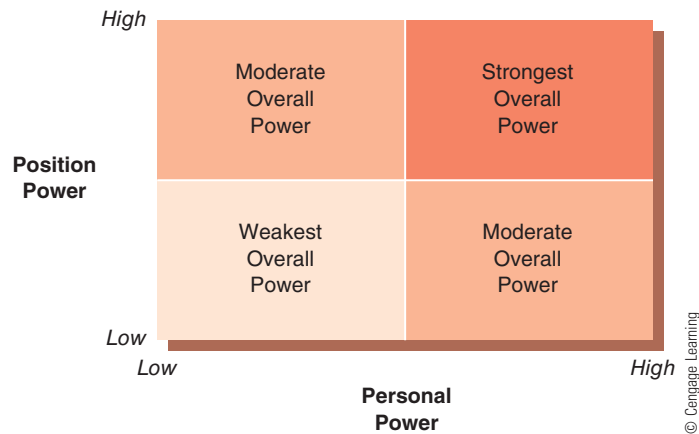 High
Moderate
Overall
Power
Strongest
Overall
Power
Position
Power
Weakest
Overall
Power
Moderate
Overall
Power
Low
Low
High
Personal
Power
© Cengage Learning